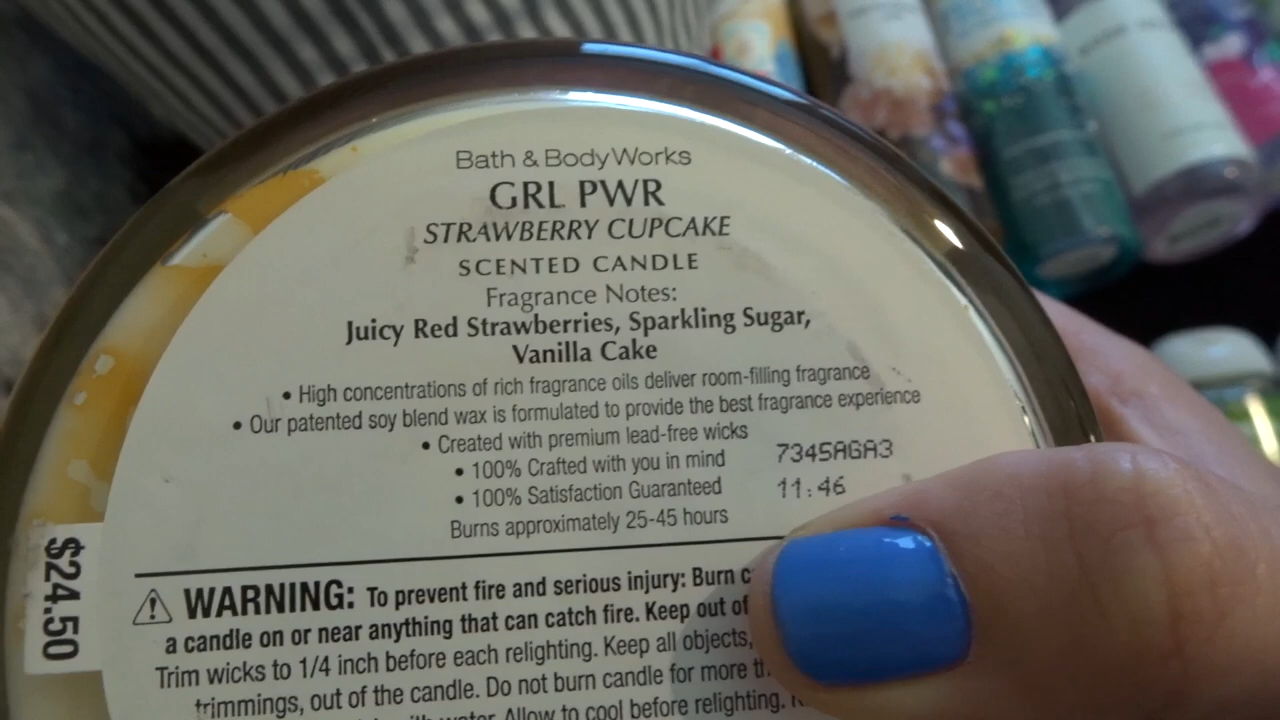 Bath & Body Works
GRL PWR
STRAWBERRY CUPCAKE
SCENTED CANDLE
Fragrance Notes:
Juicy Red Strawberries, Sparkling Sugar,
Vanilla Cake
• High concentrations of rich fragrance oils deliver room-filling fragrance
• Our patented soy blend wax is formulated to provide the best fragrance experience
• Created with premium lead-free wicks
• 100% Crafted with you in mind
7345AGA3
• 100% Satisfaction Guaranteed
11:46
Burns approximately 25-45 hours
$24.50
WARNING: To prevent fire and serious injury: Burn
a candle on or near anything that can catch fire. Keep out of
Trim wicks to 1/4 inch before each relighting. Keep all objects,
trimmings, out of the candle. Do not burn candle for more
water. Allow to cool before relighting.